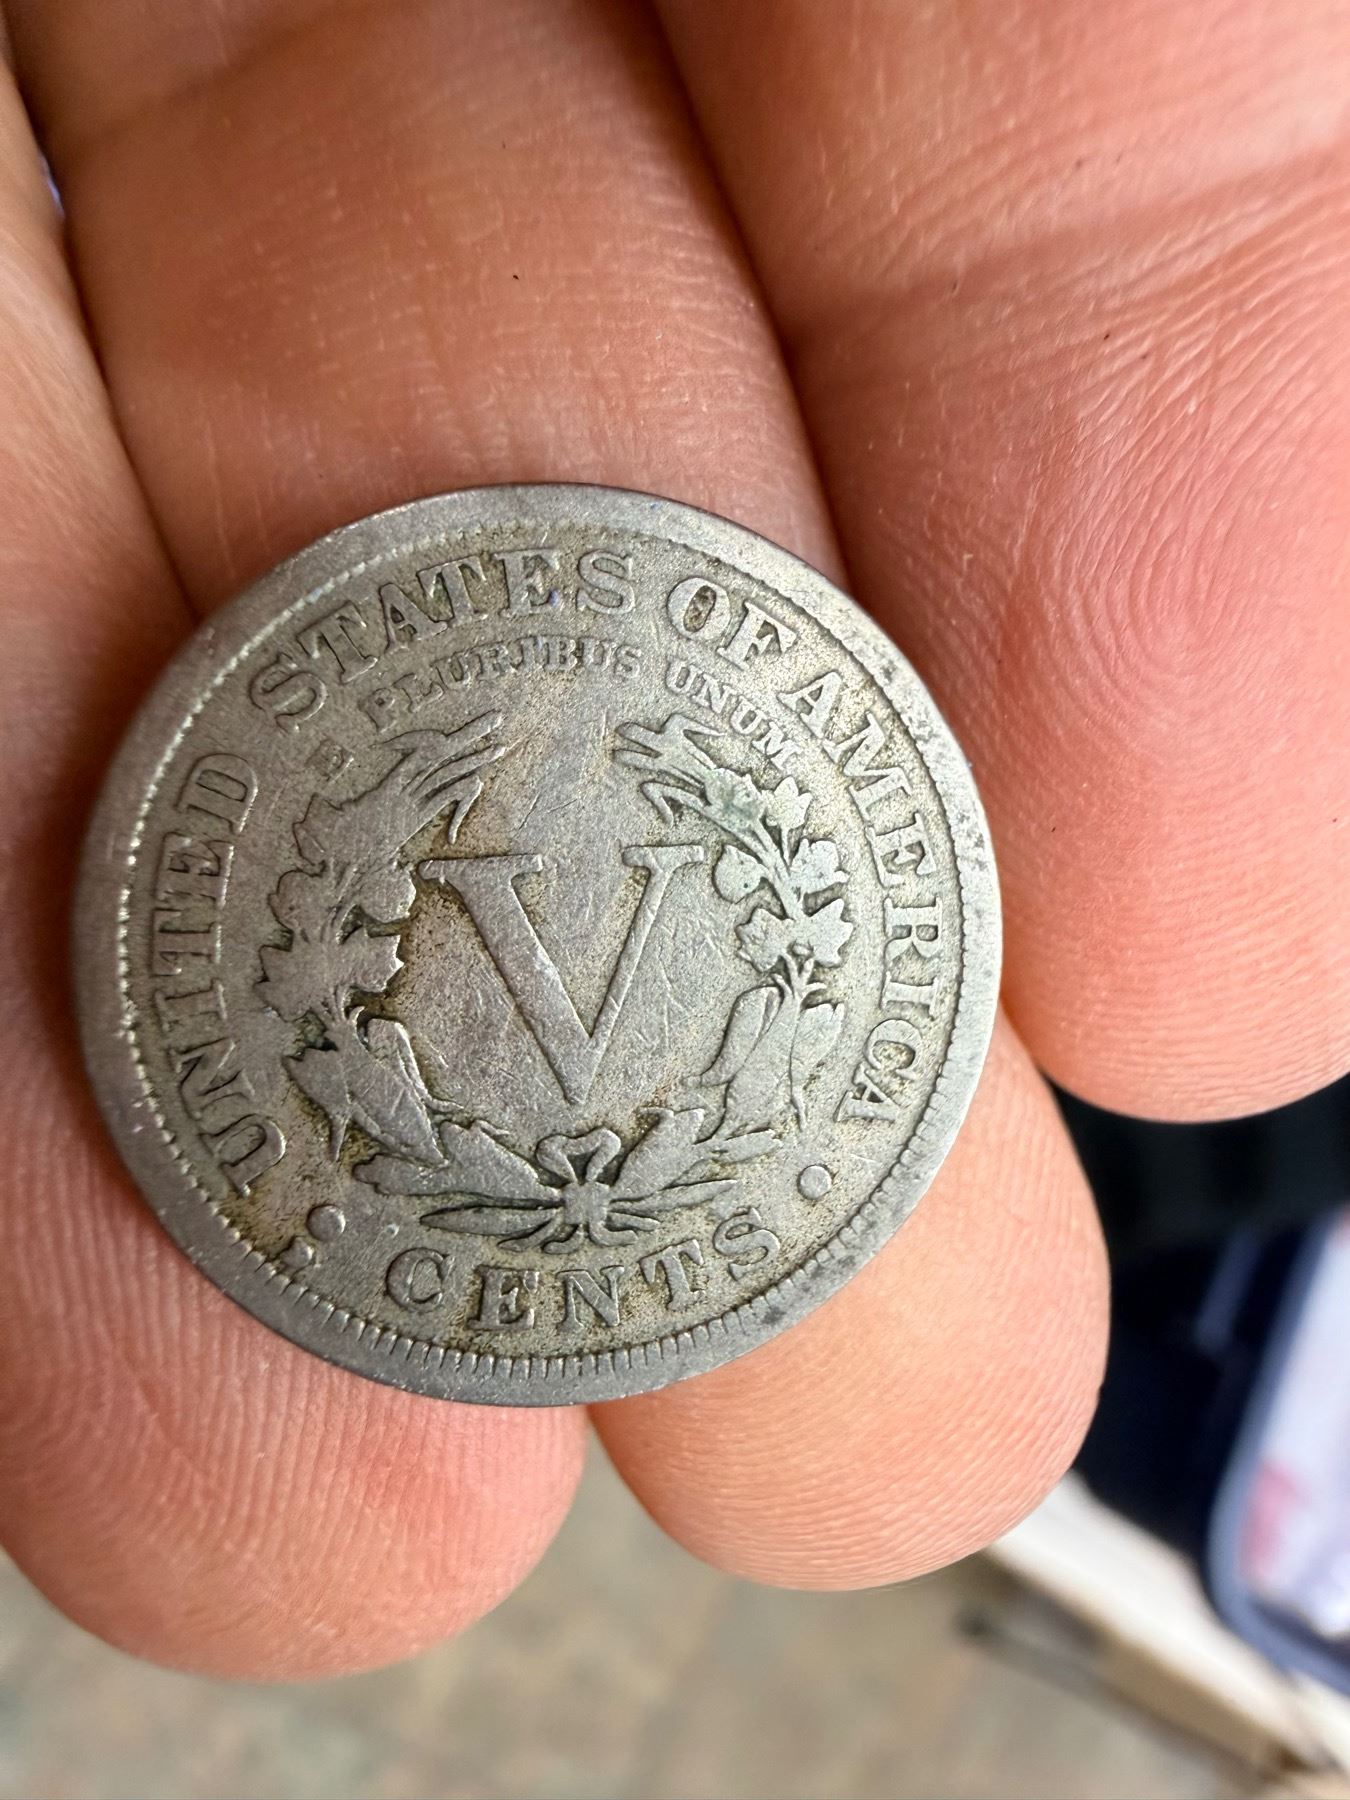 UNITED STATES OF AMERICA
E PLURIBUS UNUM
V
CENTS